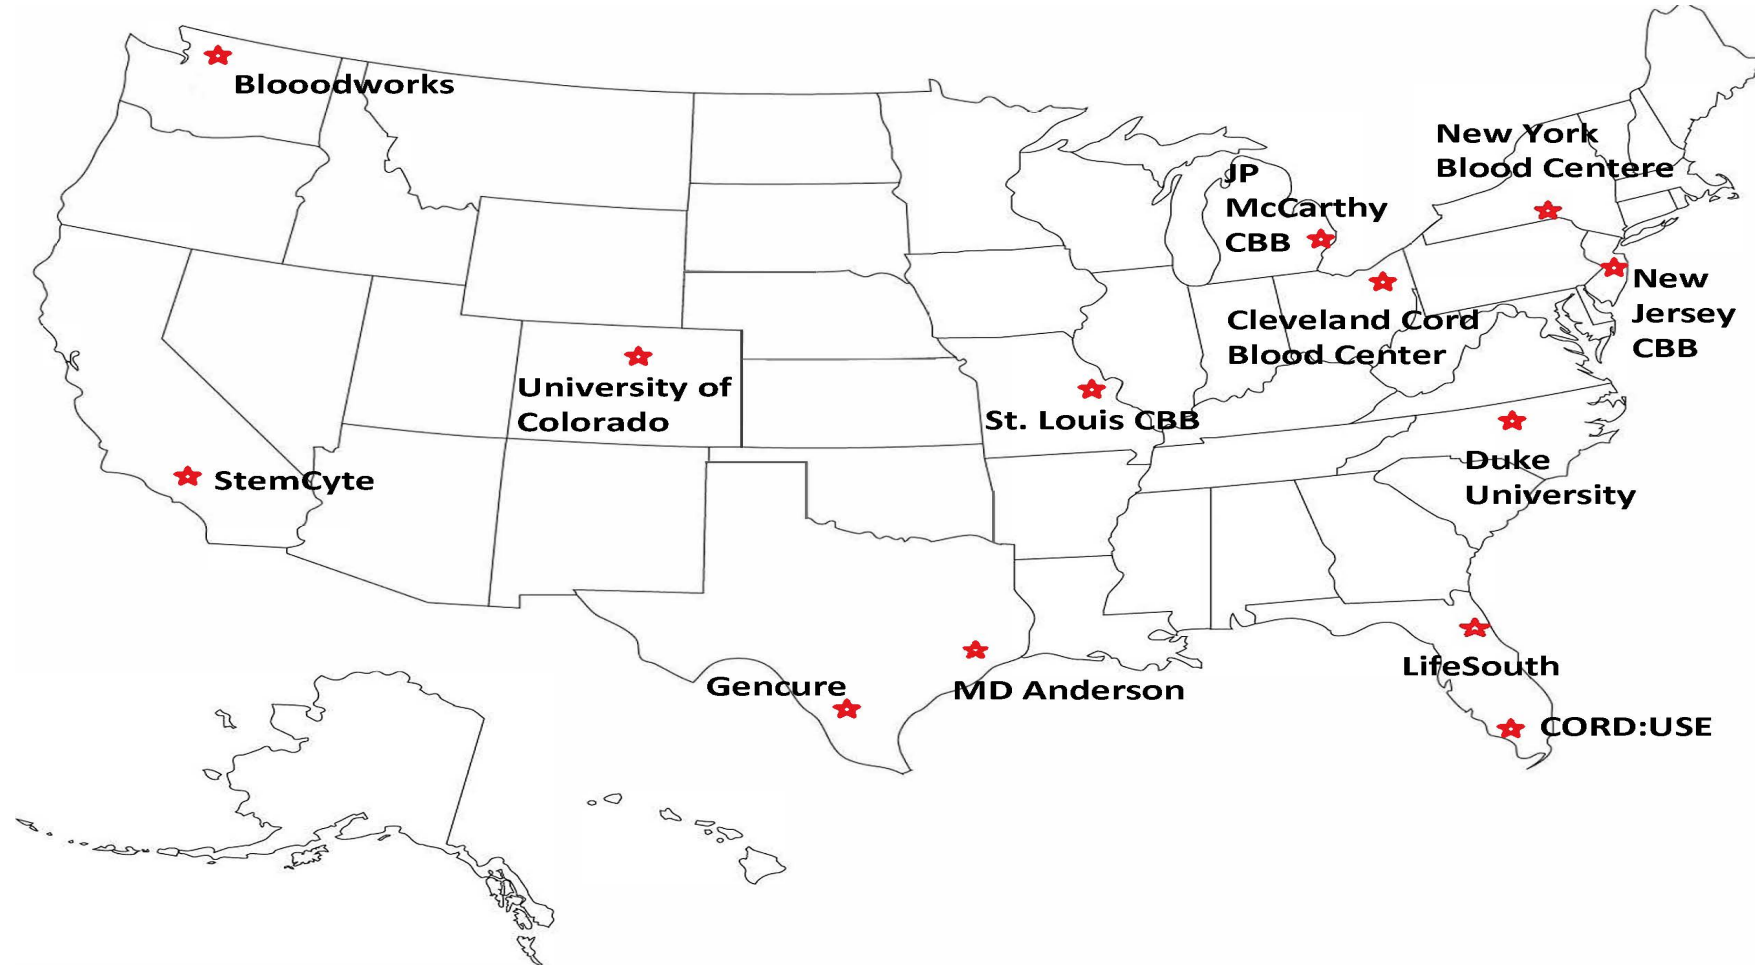 Blooodworks
New York
Blood Centere
JP
McCarthy
CBB
New
Jersey
CBB
Cleveland Cord
Blood Center
University of
Colorado
St. Louis CBB
StemCyte
Duke
University
LifeSouth
Gencure
MD Anderson
CORD:USE